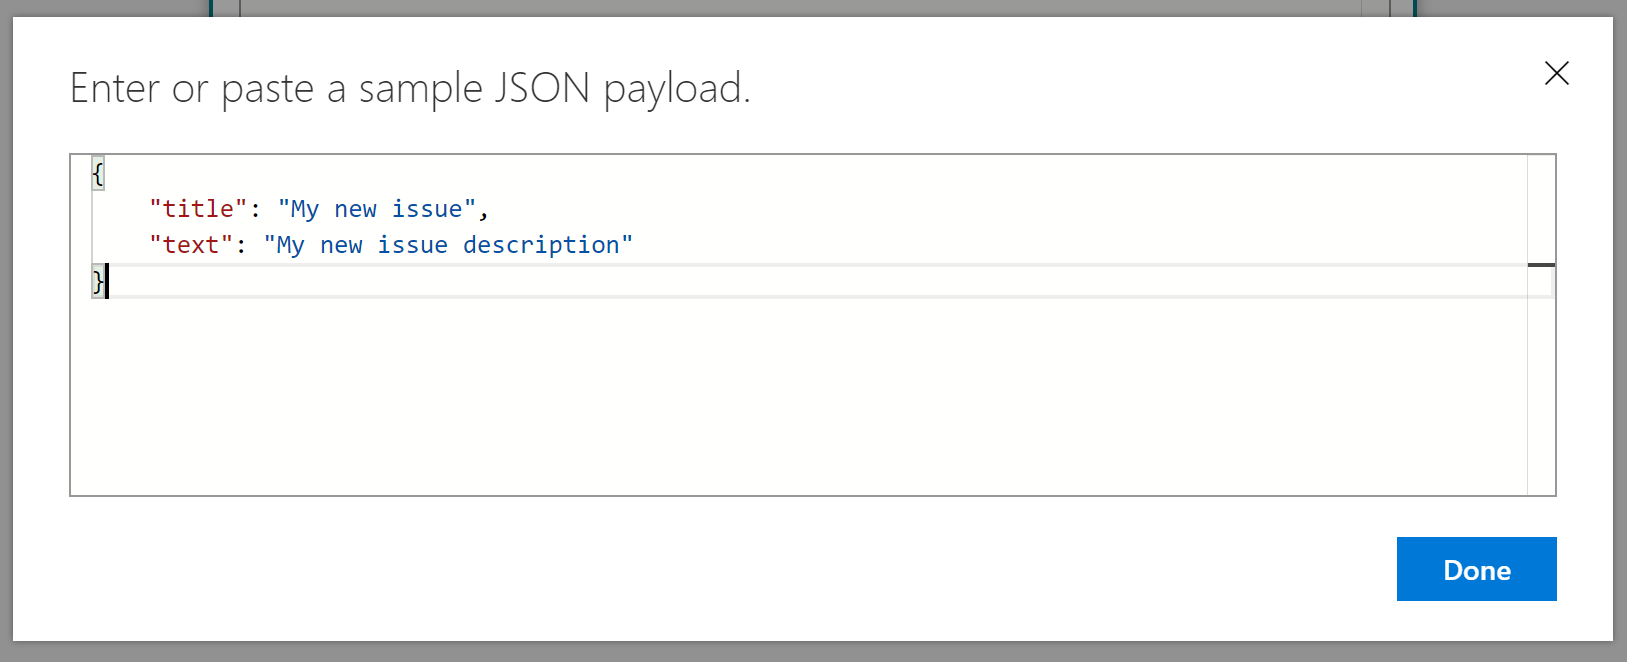 Enter or paste a sample JSON payload.
{
    "title": "My new issue",
    "text": "My new issue description"
}
Done